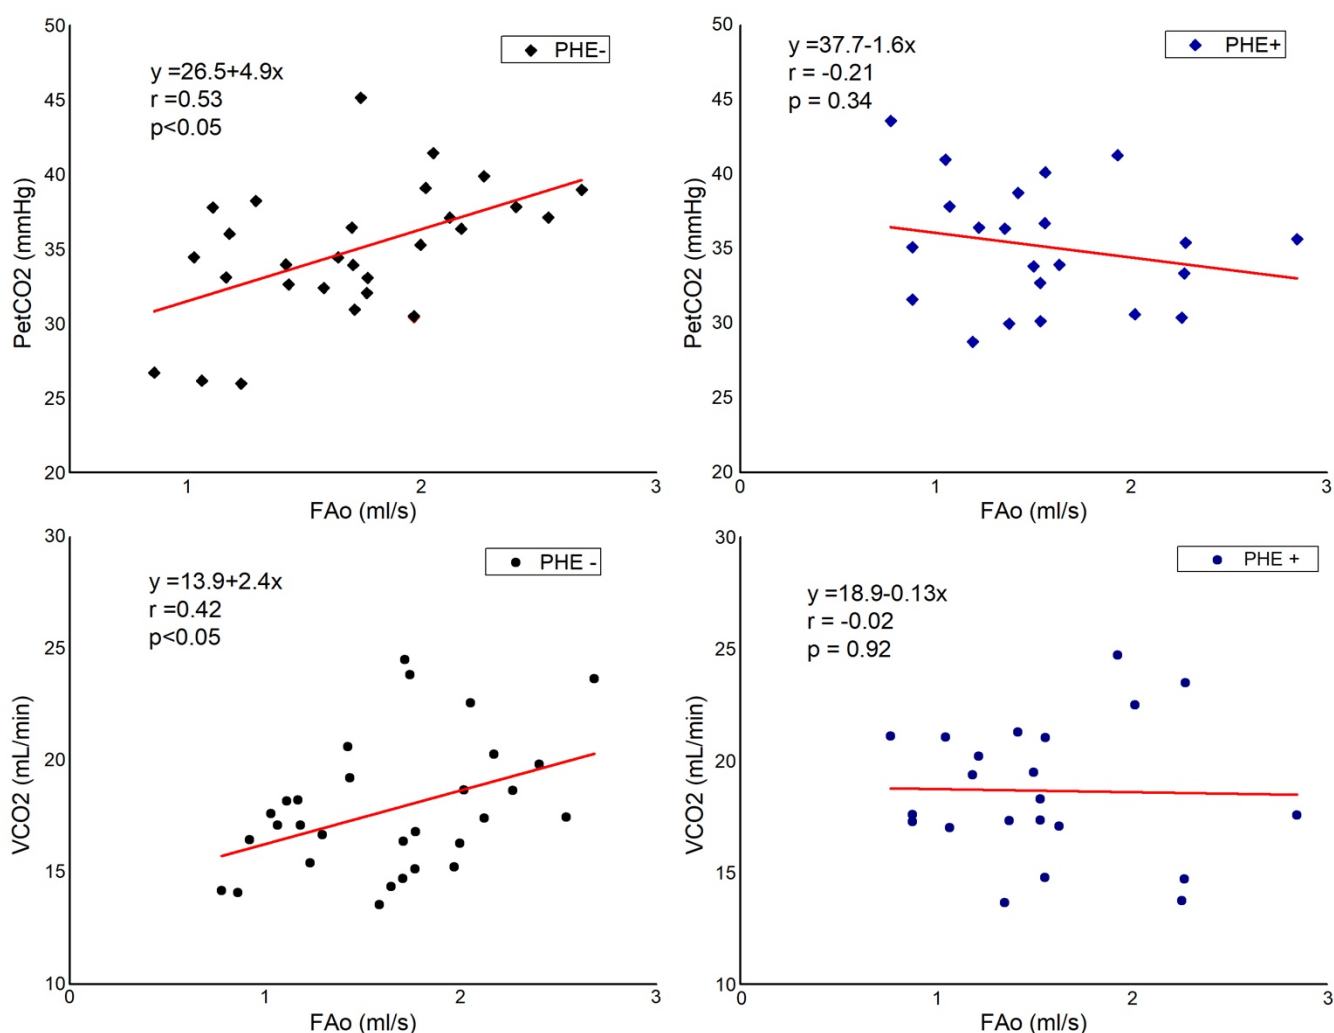 50
45
40
35
30
25
20
PetCO2 (mmHg)
y =26.5+4.9x
r =0.53
p<0.05
PHE-
1
2
3
FAo (ml/s)
50
45
40
35
30
25
20
PetCO2 (mmHg)
y =37.7-1.6x
r = -0.21
p = 0.34
PHE+
0
1
2
3
FAo (ml/s)
30
25
20
15
10
VCO2 (mL/min)
y =13.9+2.4x
r =0.42
p<0.05
PHE -
0
1
2
3
FAo (ml/s)
30
25
20
15
10
VCO2 (mL/min)
y =18.9-0.13x
r = -0.02
p = 0.92
PHE +
0
1
2
3
FAo (ml/s)